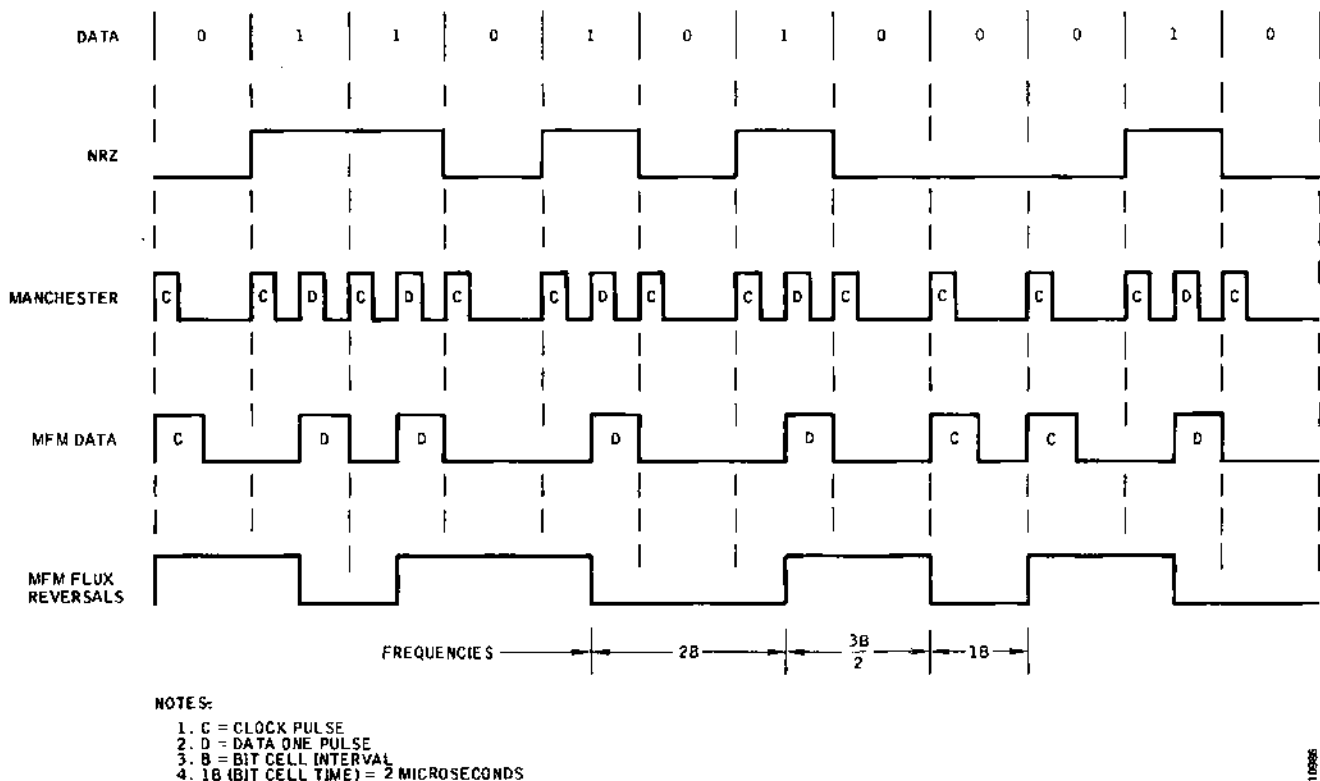 DATA 0 1 1 0 1 0 1 0 0 0 1 0
NRZ
MANCHESTER C C D C D C C D C C D C C C C D C
MFM DATA C D D D D C C D
MFM FLUX
REVERSALS
FREQUENCIES 2B 3B/2 1B
NOTES:
1. C = CLOCK PULSE
2. D = DATA ONE PULSE
3. B = BIT CELL INTERVAL
4. 1B (BIT CELL TIME) = 2 MICROSECONDS